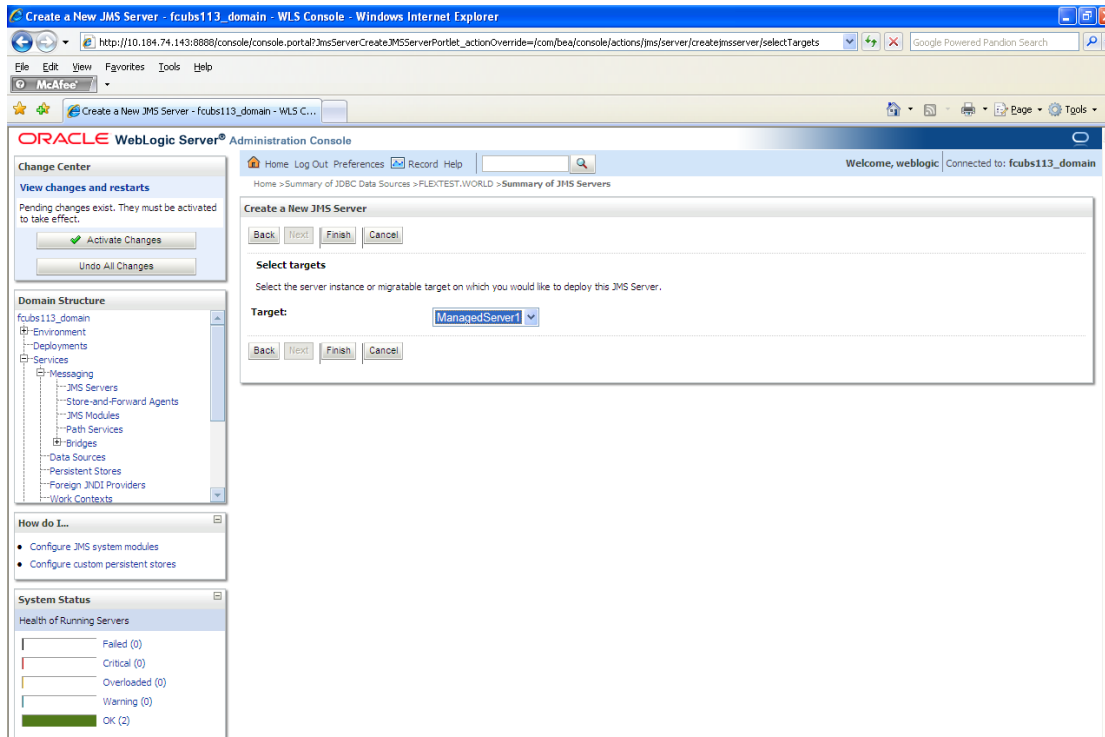 Create a New JMS Server - fcubs113_domain - WLS Console - Windows Internet Explorer
http://10.184.74.143:8888/console/console.portal?JmsServerCreateJMSServerPortlet_actionOverride=/com/bea/console/actions/jms/server/createjmsserver/selectTargets
Google Powered Pandion Search
File Edit View Favorites Tools Help
McAfee
Create a New JMS Server - fcubs113_domain - WLS C...
Page Tools
ORACLE WebLogic Server® Administration Console
Change Center
View changes and restarts
Pending changes exist. They must be activated
to take effect.
Activate Changes
Undo All Changes
Domain Structure
fcubs113_domain
Environment
Deployments
Services
Messaging
JMS Servers
Store-and-Forward Agents
JMS Modules
Path Services
Bridges
Data Sources
Persistent Stores
Foreign JNDI Providers
Work Contexts
How do I...
Configure JMS system modules
Configure custom persistent stores
System Status
Health of Running Servers
Failed (0)
Critical (0)
Overloaded (0)
Warning (0)
OK (2)
Home Log Out Preferences Record Help
Welcome, weblogic Connected to: fcubs113_domain
Home >Summary of JDBC Data Sources >FLEXTEST.WORLD >Summary of JMS Servers
Create a New JMS Server
Back Next Finish Cancel
Select targets
Select the server instance or migratable target on which you would like to deploy this JMS Server.
Target: ManagedServer1
Back Next Finish Cancel